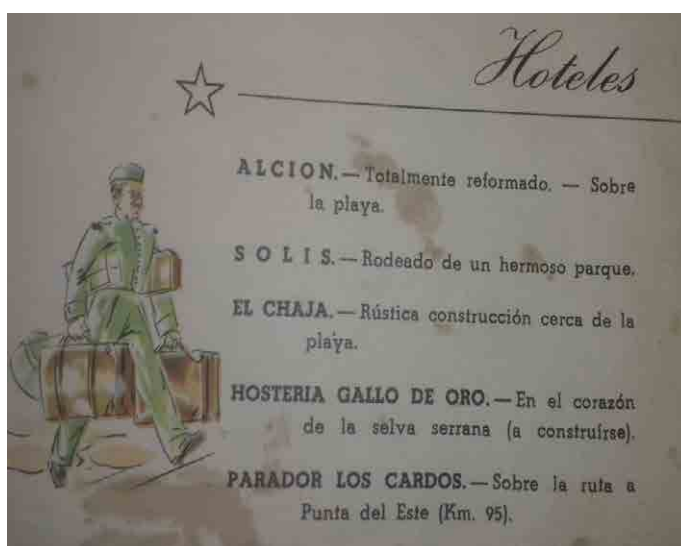 Hoteles
ALCION.— Totalmente reformado. — Sobre
la playa.
SOLIS.— Rodeado de un hermoso parque.
EL CHAJA.— Rústica construcción cerca de la
playa.
HOSTERIA GALLO DE ORO.— En el corazón
de la selva serrana (a construírse).
PARADOR LOS CARDOS.— Sobre la ruta a
Punta del Este (Km. 95).